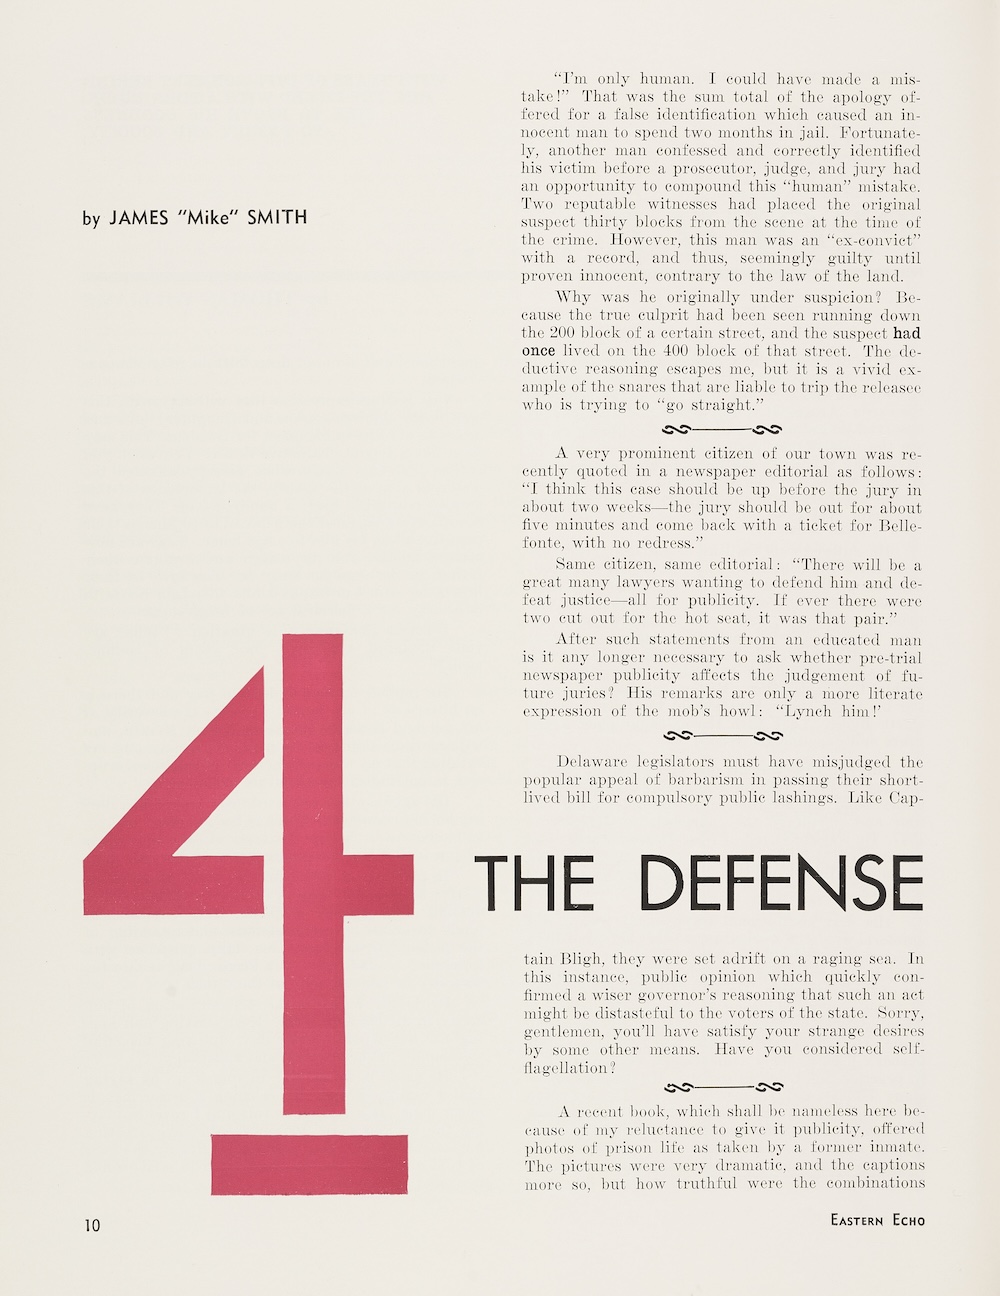 by JAMES "Mike" SMITH
4
THE DEFENSE
“I’m only human. I could have made a mis-
take!” That was the sum total of the apology of-
fered for a false identification which caused an in-
nocent man to spend two months in jail. Fortunate-
ly, another man confessed and correctly identified
his victim before a prosecutor, judge, and jury had
an opportunity to compound this “human” mistake.
Two reputable witnesses had placed the original
suspect thirty blocks from the scene at the time of
the crime. However, this man was an “ex-convict”
with a record, and thus, seemingly guilty until
proven innocent, contrary to the law of the land.
Why was he originally under suspicion? Be-
cause the true culprit had been seen running down
the 200 block of a certain street, and the suspect had
once lived on the 400 block of that street. The de-
ductive reasoning escapes me, but it is a vivid ex-
ample of the snares that are liable to trip the releasee
who is trying to “go straight.”
A very prominent citizen of our town was re-
cently quoted in a newspaper editorial as follows:
“I think this case should be up before the jury in
about two weeks—the jury should be out for about
five minutes and come back with a ticket for Belle-
fonte, with no redress.”
Same citizen, same editorial: “There will be a
great many lawyers wanting to defend him and de-
feat justice—all for publicity. If ever there were
two cut out for the hot seat, it was that pair.”
After such statements from an educated man
is it any longer necessary to ask whether pre-trial
newspaper publicity affects the judgement of fu-
ture juries? His remarks are only a more literate
expression of the mob’s howl: “Lynch him!’
Delaware legislators must have misjudged the
popular appeal of barbarism in passing their short-
lived bill for compulsory public lashings. Like Cap-
tain Bligh, they were set adrift on a raging sea. In
this instance, public opinion which quickly con-
firmed a wiser governor’s reasoning that such an act
might be distasteful to the voters of the state. Sorry,
gentlemen, you’ll have satisfy your strange desires
by some other means. Have you considered self-
flagellation?
A recent book, which shall be nameless here be-
cause of my reluctance to give it publicity, offered
photos of prison life as taken by a former inmate.
The pictures were very dramatic, and the captions
more so, but how truthful were the combinations
10
EASTERN ECHO